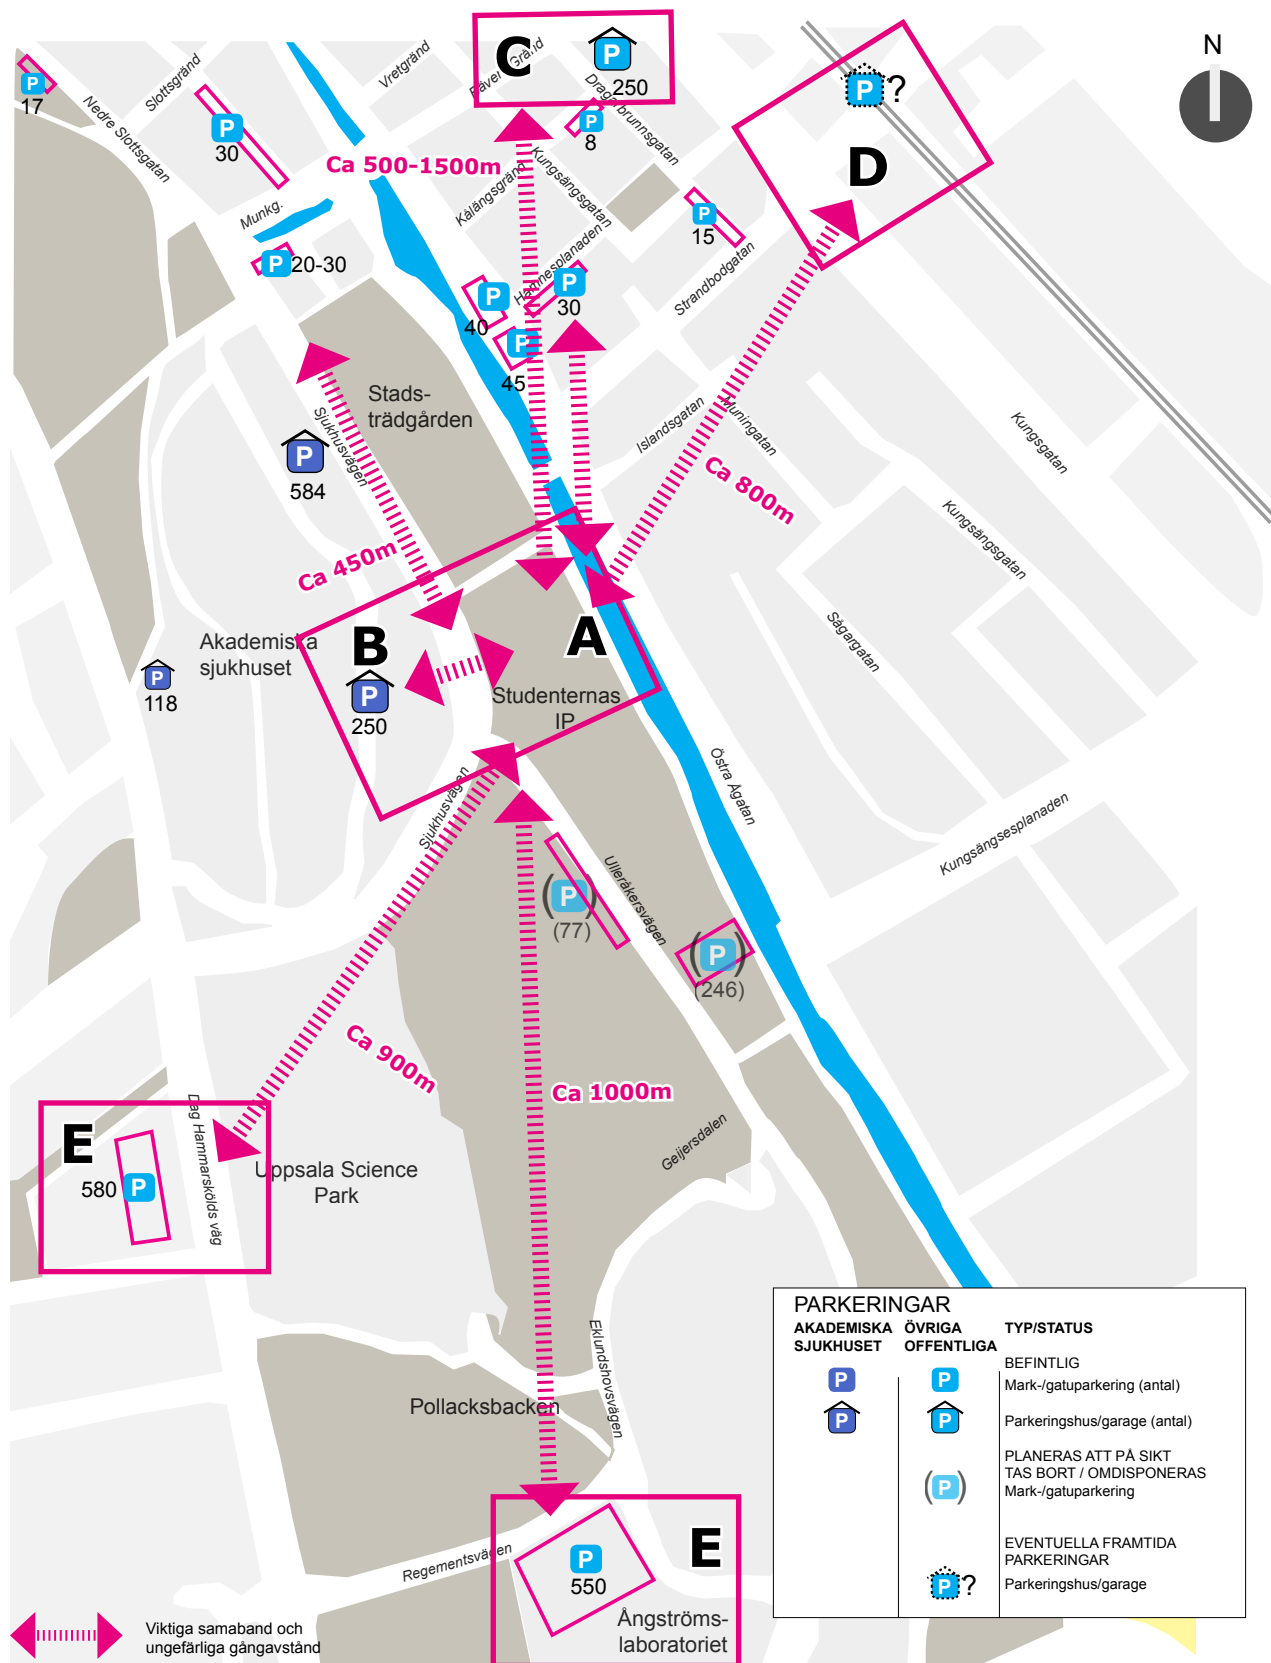 N
C
P
250
Vretgränd
Slottsgränd
Nedre Slottsgatan
P
17
P
30
Dragarbrunnsgatan
P
8
P
?
D
Ca 500-1500m
Kungsängsgatan
Kålängsgränd
Munkg.
P
20-30
P
15
Strandbodgatan
Hamnesplanaden
P
40
P
30
P
45
Stads-
trädgården
Sjukhusvägen
P
584
Islandsgatan
Muningatan
Kungsgatan
Ca 800m
Kungsängsgatan
Ca 450m
Sågargatan
Akademiska
sjukhuset
B
A
P
118
P
250
Studenternas
IP
Östra Ågatan
Sjukhusvägen
Kungsängsesplanaden
Ulleråkersvägen
(P)
(77)
(P)
(246)
Ca 900m
Ca 1000m
Geijersdalen
Dag Hammarskölds väg
E
580
P
Uppsala Science
Park
Eklundshovsvägen
Pollacksbacken
Regementsvägen
E
P
550
Ångströms-
laboratoriet
PARKERINGAR
AKADEMISKA ÖVRIGA TYP/STATUS
SJUKHUSET OFFENTLIGA
BEFINTLIG
P P Mark-/gatuparkering (antal)
P P Parkeringshus/garage (antal)
PLANERAS ATT PÅ SIKT
TAS BORT / OMDISPONERAS
(P) Mark-/gatuparkering
EVENTUELLA FRAMTIDA
PARKERINGAR
P? Parkeringshus/garage
Viktiga samaband och
ungefärliga gångavstånd